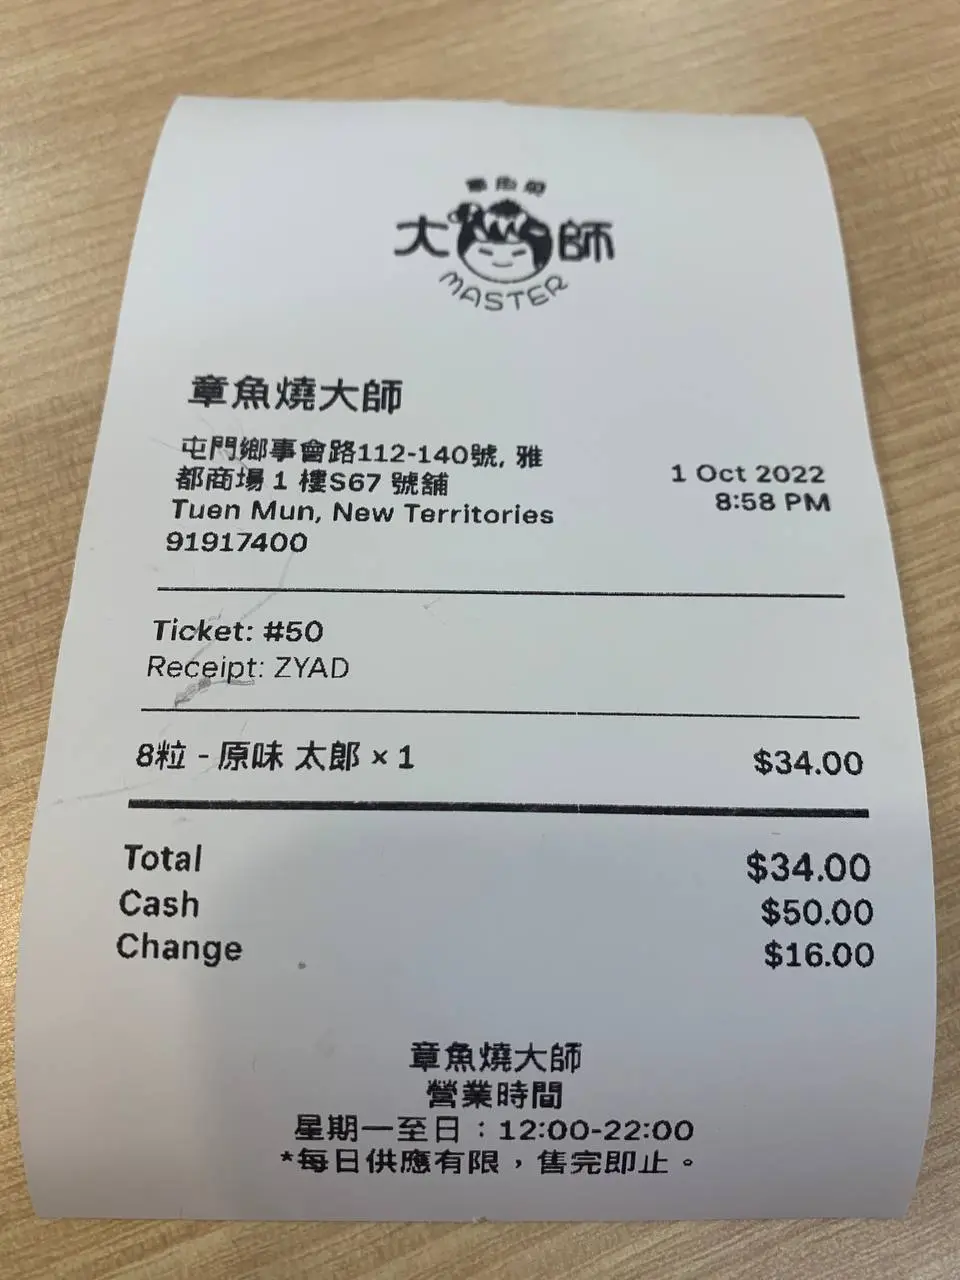 章魚燒
大師
MASTER
章魚燒大師
屯門鄉事會路112-140號, 雅
都商場 1 樓S67 號舖
Tuen Mun, New Territories
91917400
1 Oct 2022
8:58 PM
Ticket: #50
Receipt: ZYAD
8粒 - 原味 太郎 × 1 $34.00
Total $34.00
Cash $50.00
Change $16.00
章魚燒大師
營業時間
星期一至日：12:00-22:00
*每日供應有限，售完即止。